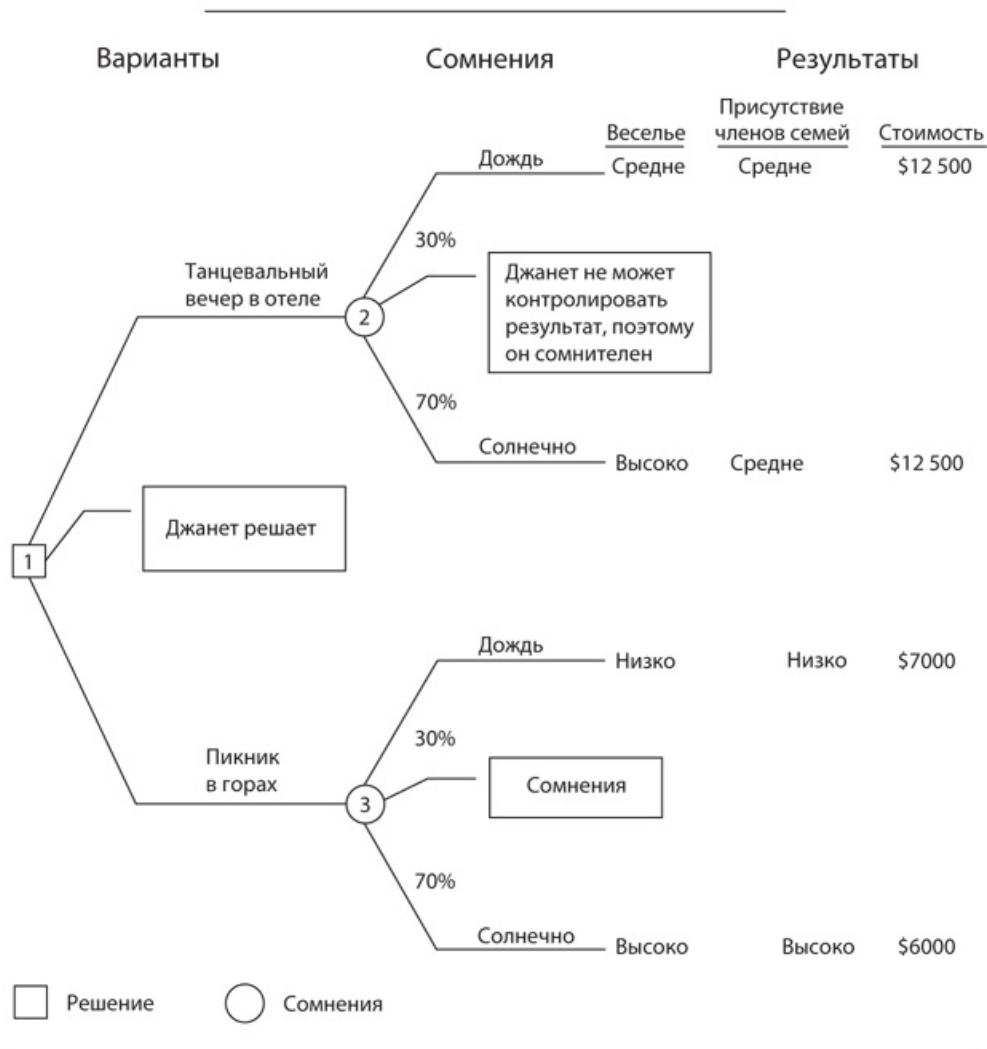 Варианты Сомнения Результаты
Веселье Присутствие членов семей Стоимость
Дождь Средне Средне $12 500
30%
Танцевальный
вечер в отеле
2
Джанет не может
контролировать
результат, поэтому
он сомнителен
70%
Солнечно Высоко Средне $12 500
Джанет решает
1
Дождь Низко Низко $7000
30%
Пикник
в горах
3
Сомнения
70%
Солнечно Высоко Высоко $6000
Решение Сомнения